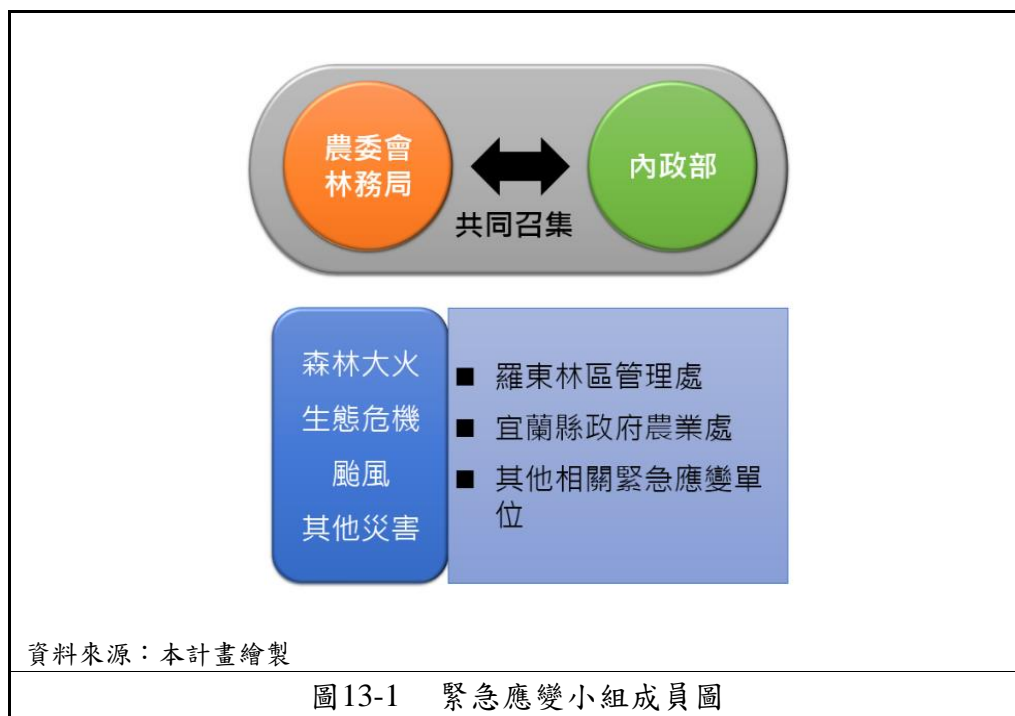 農委會
林務局
內政部
共同召集
森林大火
生態危機
颱風
其他災害
■ 羅東林區管理處
■ 宜蘭縣政府農業處
■ 其他相關緊急應變單
位
資料來源：本計畫繪製
圖13-1 緊急應變小組成員圖